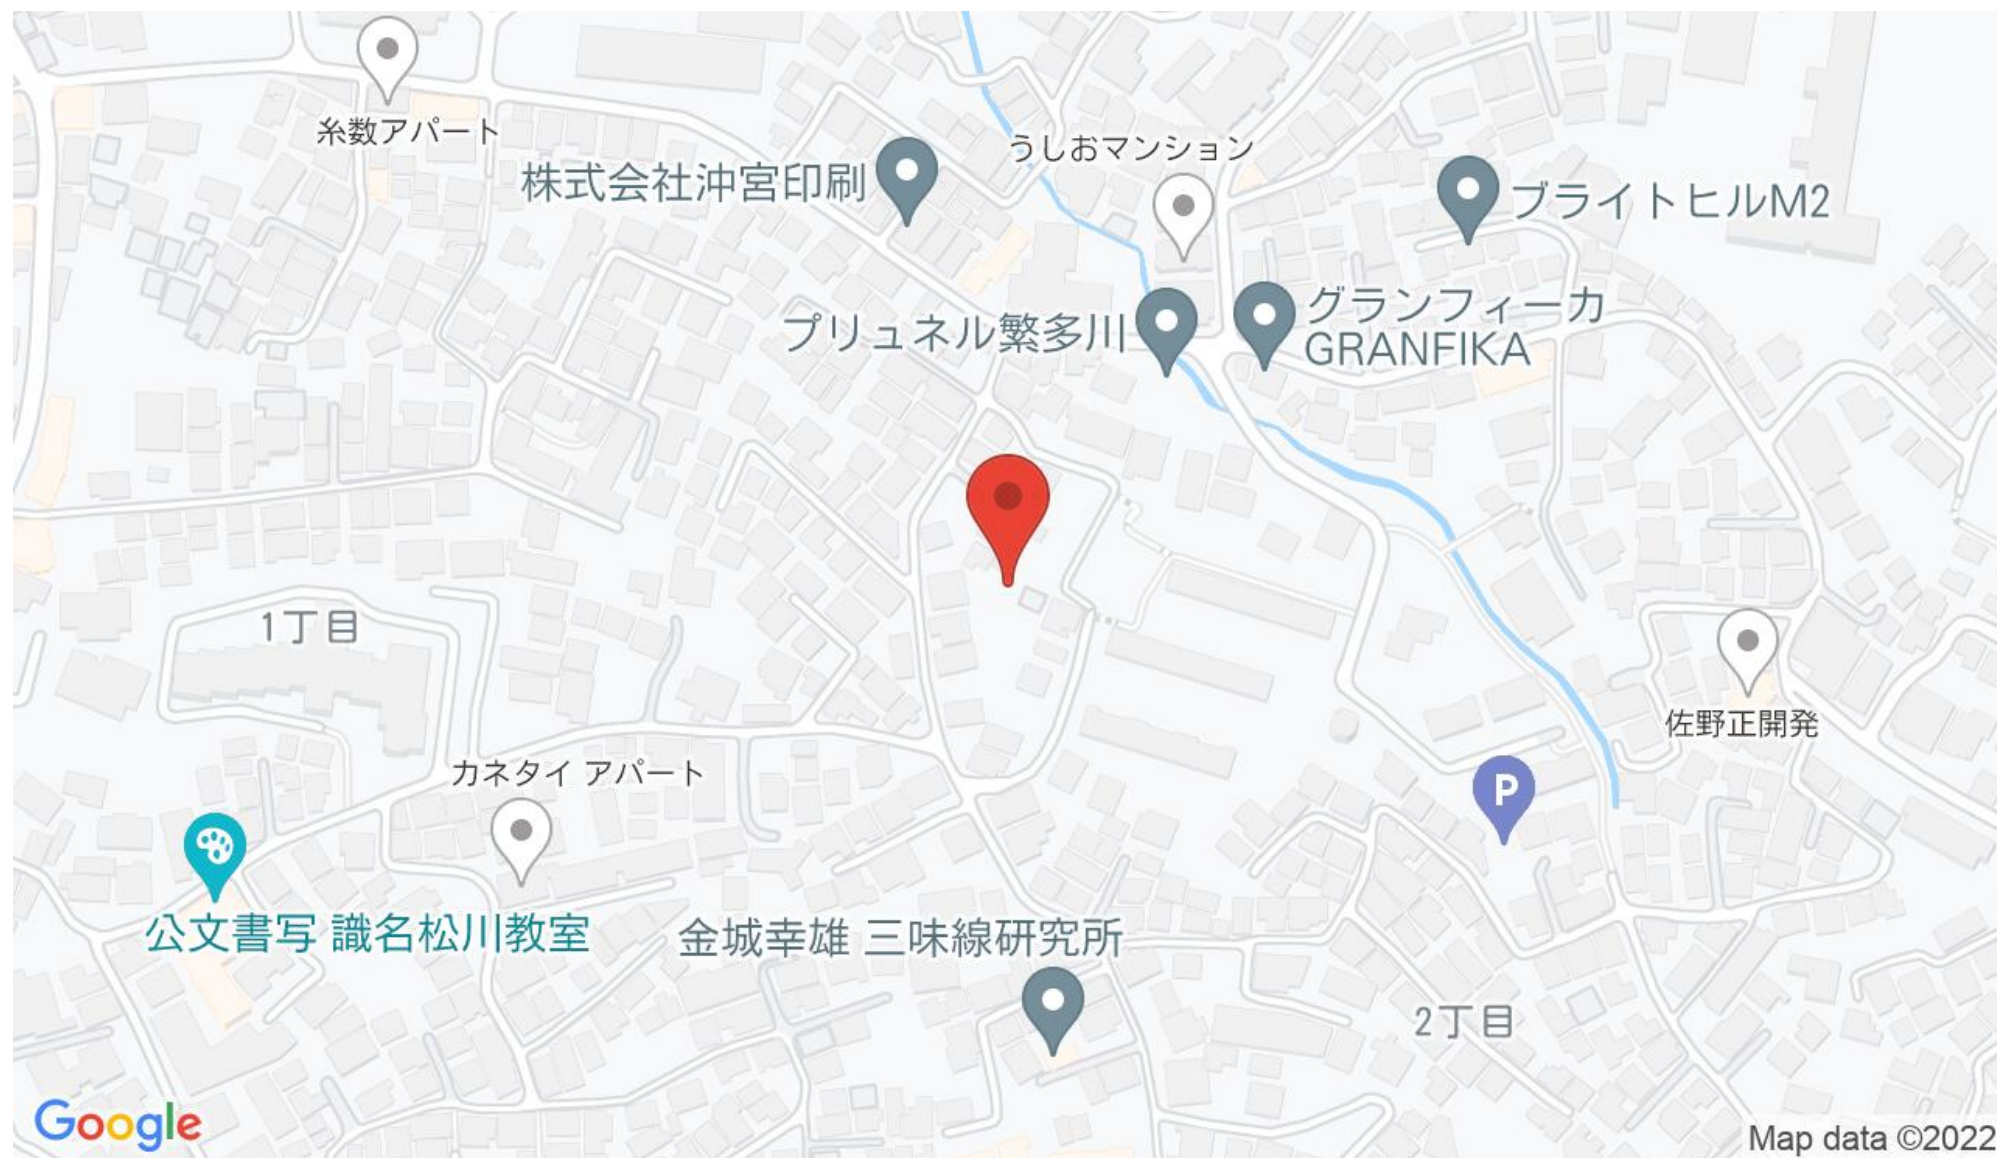 糸数アパート
うしおマンション
株式会社沖宮印刷
ブライトヒルM2
プリュネル繁多川
グランフィーカ
GRANFIKA
1丁目
佐野正開発
カネタイ アパート
P
公文書写 識名松川教室
金城幸雄 三味線研究所
2丁目
Google
Map data ©2022